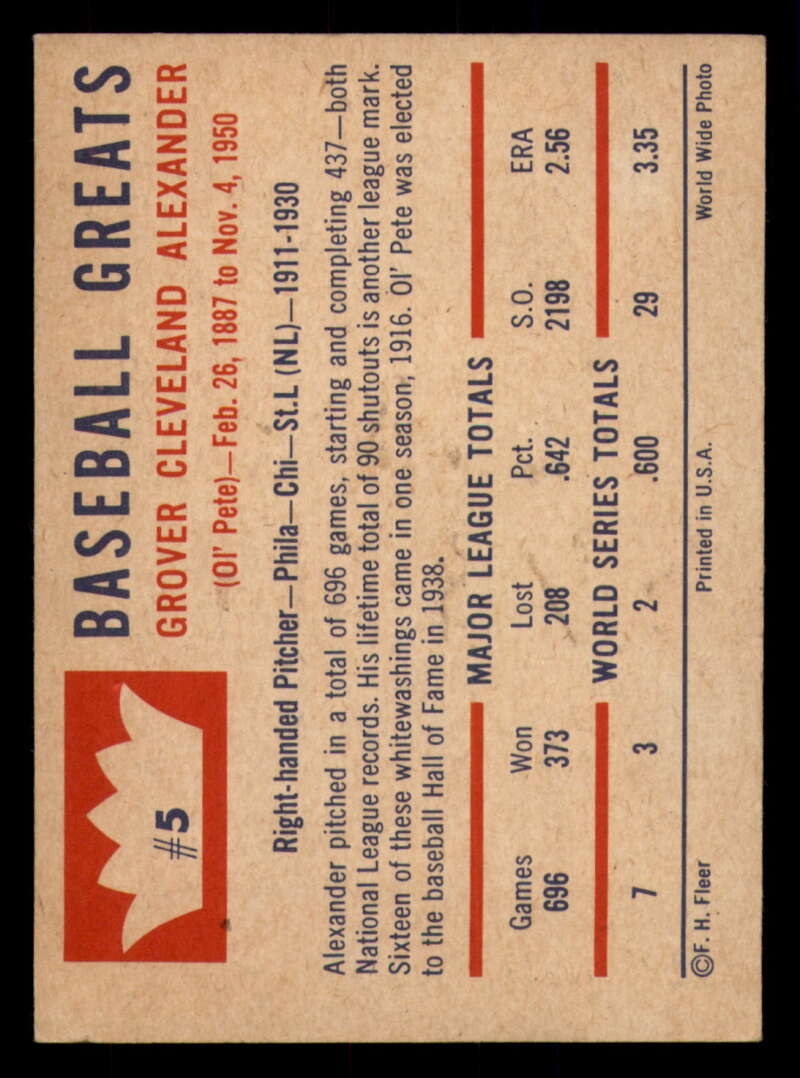 #5
BASEBALL GREATS
GROVER CLEVELAND ALEXANDER
(Ol' Pete)—Feb. 26, 1887 to Nov. 4, 1950
Right-handed Pitcher—Phila—Chi—St.L (NL)—1911-1930
Alexander pitched in a total of 696 games, starting and completing 437—both
National League records. His lifetime total of 90 shutouts is another league mark.
Sixteen of these whitewashings came in one season, 1916. Ol' Pete was elected
to the baseball Hall of Fame in 1938.
MAJOR LEAGUE TOTALS
Games Won Lost Pct. S.O. ERA
696 373 208 .642 2198 2.56
WORLD SERIES TOTALS
7 3 2 .600 29 3.35
©F. H. Fleer Printed in U.S.A. World Wide Photo